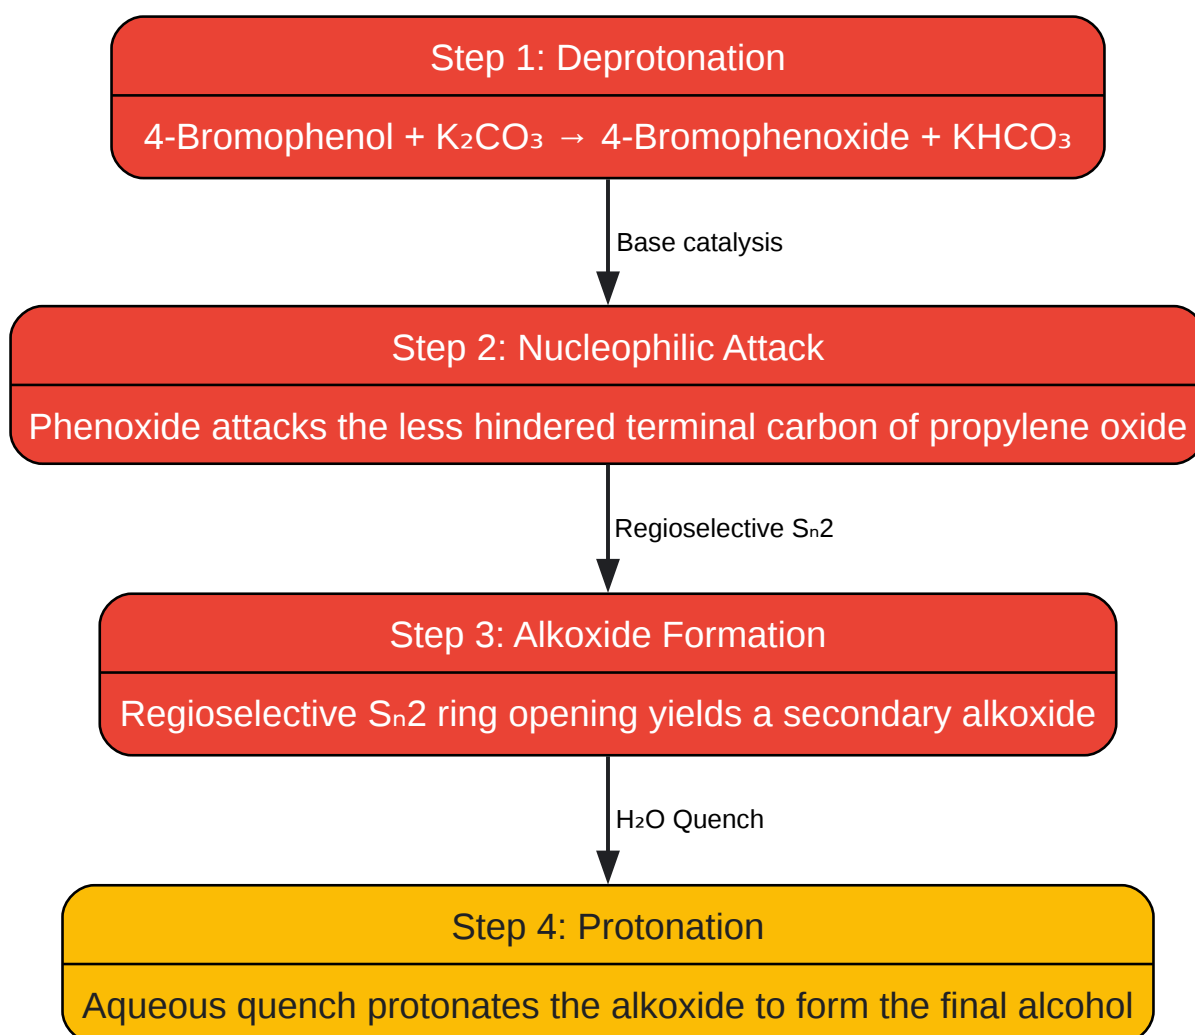 Step 1: Deprotonation
4-Bromophenol + K₂CO₃ → 4-Bromophenoxide + KHCO₃
Base catalysis
Step 2: Nucleophilic Attack
Phenoxide attacks the less hindered terminal carbon of propylene oxide
Regioselective Sₙ2
Step 3: Alkoxide Formation
Regioselective Sₙ2 ring opening yields a secondary alkoxide
H₂O Quench
Step 4: Protonation
Aqueous quench protonates the alkoxide to form the final alcohol